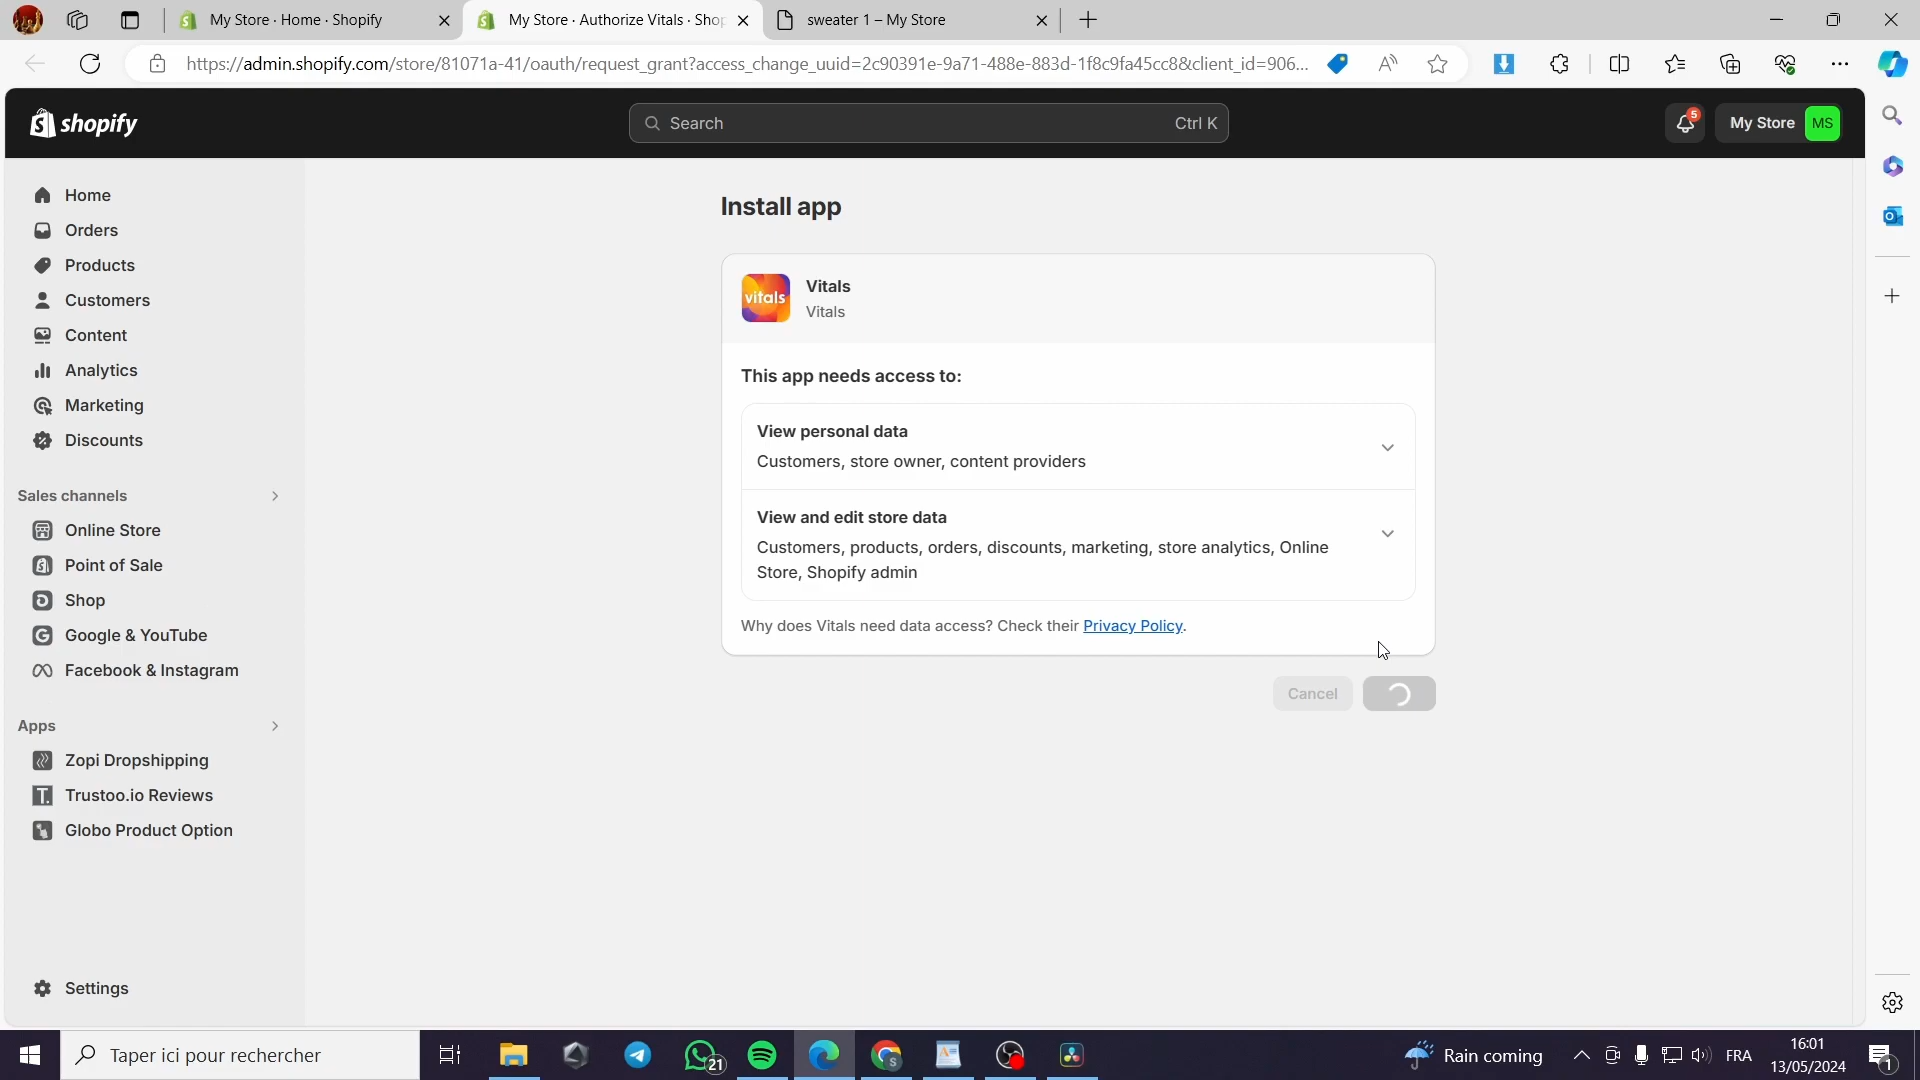 My Store · Home · Shopify
My Store · Authorize Vitals · Shop
sweater 1 – My Store
https://admin.shopify.com/store/81071a-41/oauth/request_grant?access_change_uuid=2c90391e-9a71-488e-883d-1f8c9fa45cc8&client_id=906...
shopify
Search
Ctrl K
5
My Store
MS
Home
Orders
Products
Customers
Content
Analytics
Marketing
Discounts
Sales channels
Online Store
Point of Sale
Shop
Google & YouTube
Facebook & Instagram
Apps
Zopi Dropshipping
Trustoo.io Reviews
Globo Product Option
Settings
Install app
vitals
Vitals
Vitals
This app needs access to:
View personal data
Customers, store owner, content providers
View and edit store data
Customers, products, orders, discounts, marketing, store analytics, Online
Store, Shopify admin
Why does Vitals need data access? Check their Privacy Policy.
Cancel
Taper ici pour rechercher
21
Rain coming
FRA
16:01
13/05/2024
1